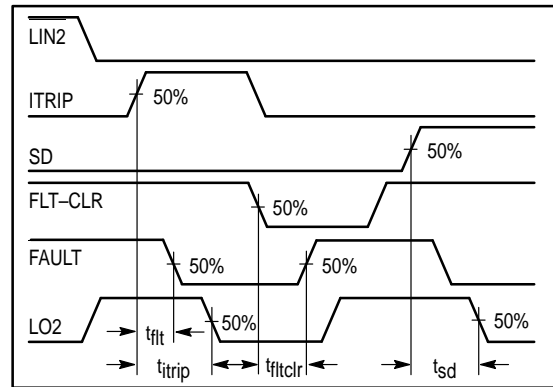 LIN2
ITRIP
50%
SD
50%
FLT–CLR
50%
FAULT
50%
50%
LO2
50%
50%
tflt
titrip
tfltclr
tsd